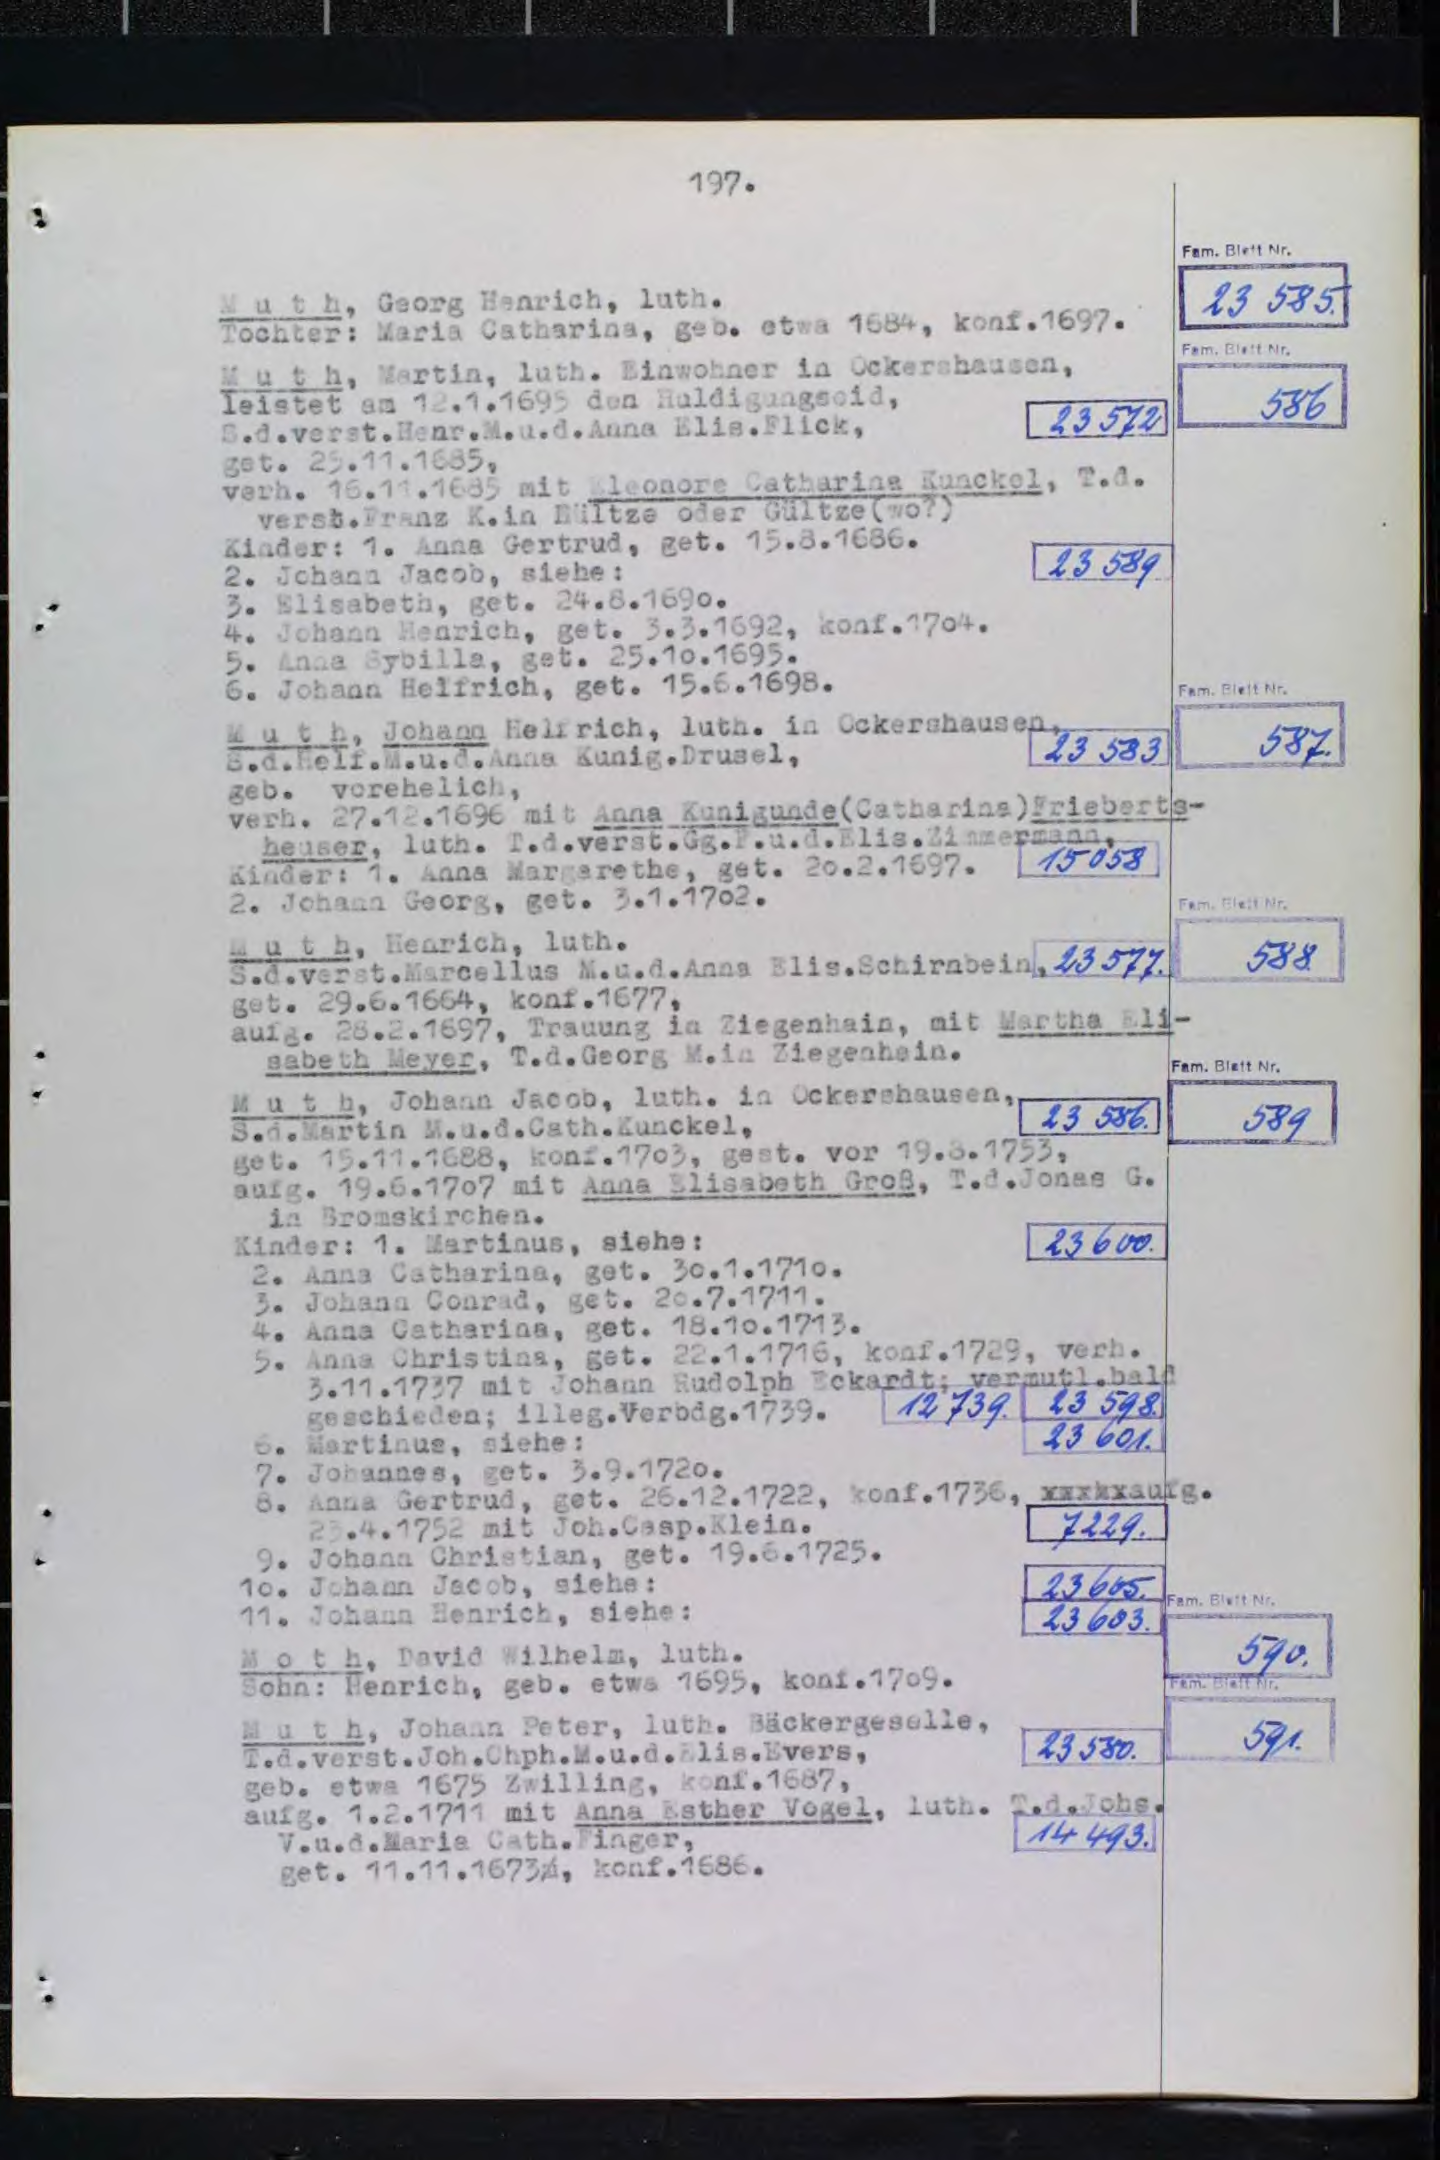 197.
Fam. Blatt Nr.
23 585.
M u t h, Georg Henrich, luth.
Tochter: Maria Catharina, geb. etwa 1684, konf.1697.
Fam. Blatt Nr.
586
M u t h, Martin, luth. Einwohner in Ockershausen,
leistet am 12.1.1695 den Huldigungseid,
S.d.verst.Henr.M.u.d.Anna Elis.Flick, 23 572
get. 25.11.1685,
verh. 16.11.1685 mit Eleonore Catharina Kunckel, T.d.
verst.Franz K.in Bültze oder Gültze(wo?)
Kinder: 1. Anna Gertrud, get. 15.8.1686.
2. Johann Jacob, siehe: 23 589
3. Elisabeth, get. 24.8.1690.
4. Johann Henrich, get. 3.3.1692, konf.1704.
5. Anna Sybilla, get. 25.10.1695.
6. Johann Helfrich, get. 15.6.1698.
Fam. Blatt Nr.
587.
M u t h, Johann Helfrich, luth. in Ockershausen,
S.d.Helf.M.u.d.Anna Kunig.Drusel, 23 583
geb. vorehelich,
verh. 27.12.1696 mit Anna Kunigunde(Catharina)Frieberts-
heuser, luth. T.d.verst.Gg.F.u.d.Elis.Zimmermann,
Kinder: 1. Anna Margarethe, get. 20.2.1697. 15 058
2. Johann Georg, get. 3.1.1702.
Fam. Blatt Nr.
588.
M u t h, Henrich, luth.
S.d.verst.Marcellus M.u.d.Anna Elis.Schirnbein, 23 577.
get. 29.6.1664, konf.1677,
aufg. 28.2.1697, Trauung in Ziegenhain, mit Martha Eli-
sabeth Meyer, T.d.Georg M.in Ziegenhein.
Fam. Blatt Nr.
589
M u t h, Johann Jacob, luth. in Ockershausen,
S.d.Martin M.u.d.Cath.Kunckel, 23 586.
get. 15.11.1688, konf.1703, gest. vor 19.8.1753,
aufg. 19.6.1707 mit Anna Elisabeth Groß, T.d.Jonas G.
in Bromskirchen.
Kinder: 1. Martinus, siehe: 23 600.
2. Anna Catharina, get. 30.1.1710.
3. Johann Conrad, get. 20.7.1711.
4. Anna Catharina, get. 18.10.1713.
5. Anna Christina, get. 22.1.1716, konf.1729, verh.
3.11.1737 mit Johann Rudolph Eckardt; vermutl.bald
geschieden; illeg.Verbdg.1739. 12 739. 23 598.
6. Martinus, siehe: 23 601.
7. Johannes, get. 3.9.1720.
8. Anna Gertrud, get. 26.12.1722, konf.1736, xxxxxaufg.
23.4.1752 mit Joh.Casp.Klein. 7229.
9. Johann Christian, get. 19.6.1725.
10. Johann Jacob, siehe: 23 605.
11. Johann Henrich, siehe: 23 603.
Fam. Blatt Nr.
590.
M o t h, David Wilhelm, luth.
Sohn: Henrich, geb. etwa 1695, konf.1709.
Fam. Blatt Nr.
591.
M u t h, Johann Peter, luth. Bäckergeselle,
T.d.verst.Joh.Chph.M.u.d.Elis.Evers, 23 580.
geb. etwa 1675 Zwilling, konf.1687,
aufg. 1.2.1711 mit Anna Esther Vogel, luth. T.d.Johs.
V.u.d.Maria Cath.Finger, 14 493.
get. 11.11.1673, konf.1686.